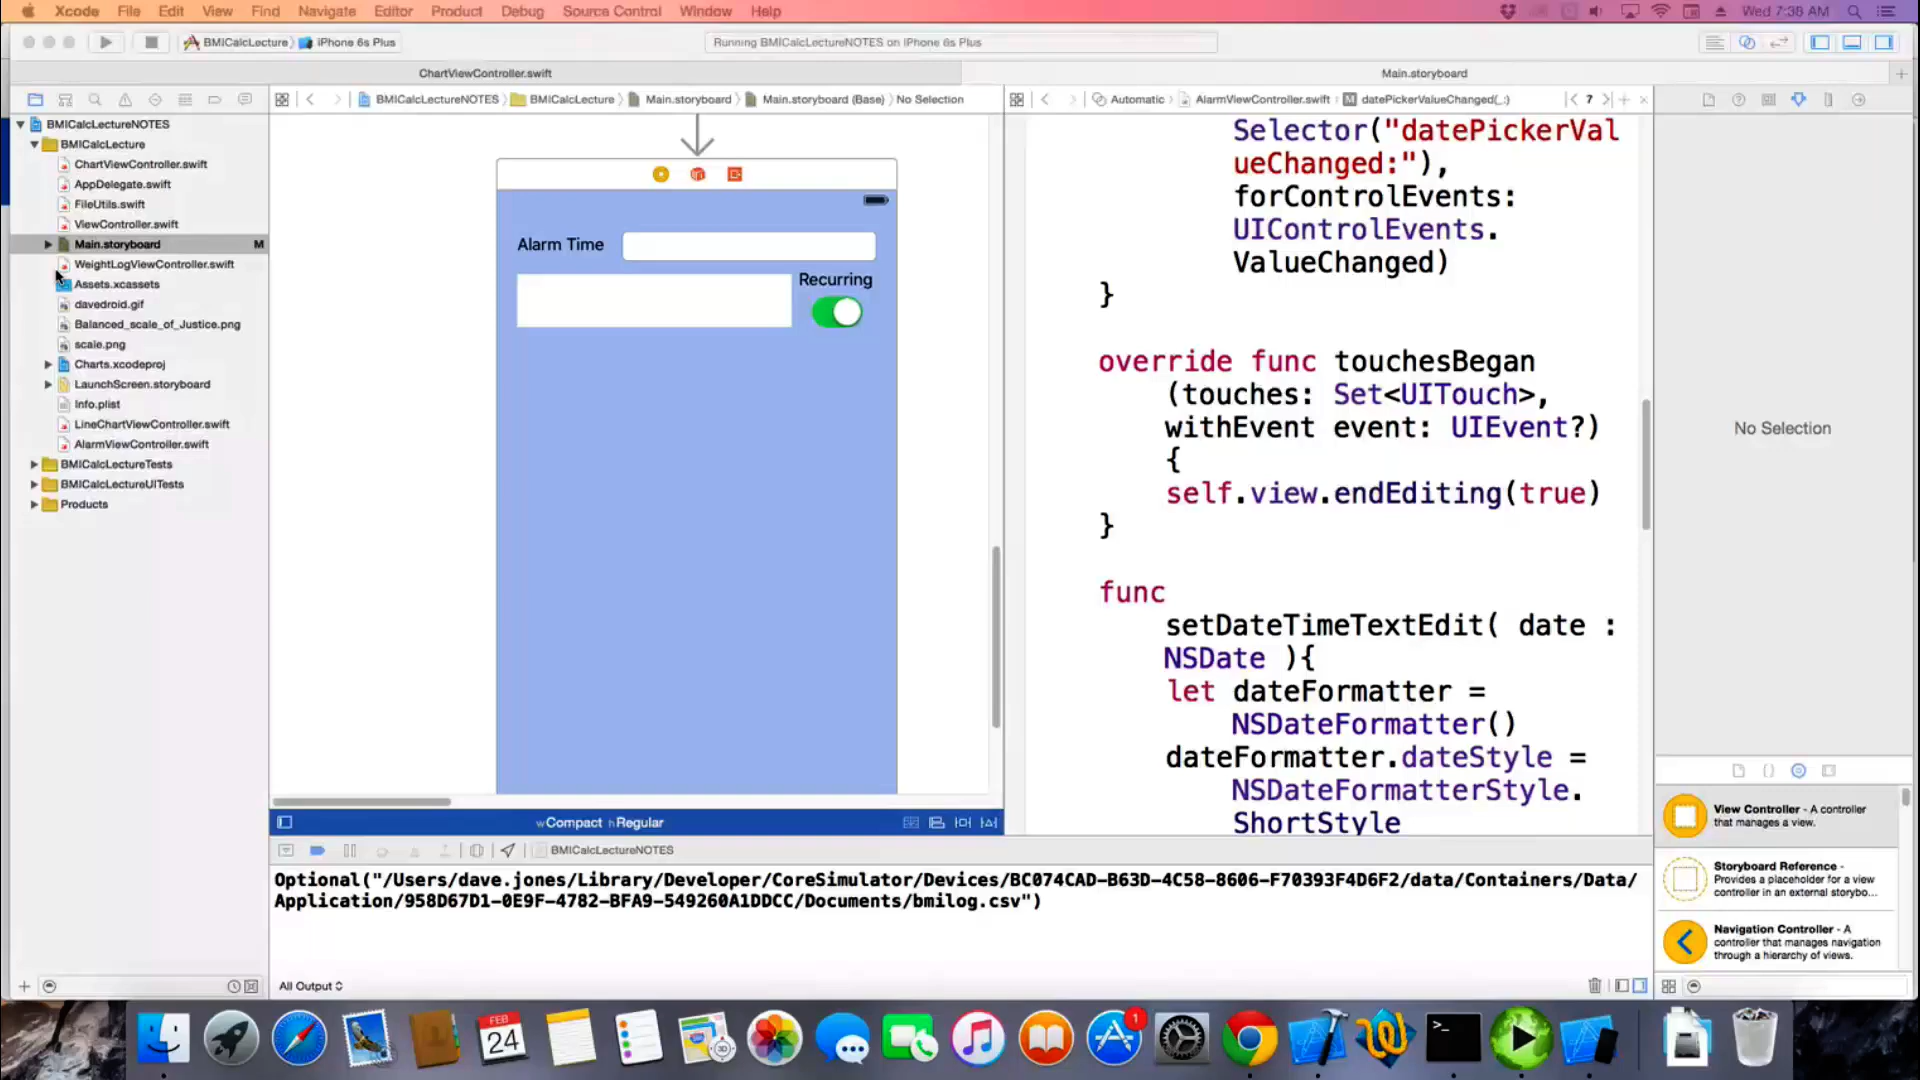 Xcode File Edit View Find Navigate Editor Product Debug Source Control Window Help Wed 7:36 AM
BMICalcLecture iPhone 6s Plus Running BMICalcLectureNOTES on iPhone 6s Plus
ChartViewController.swift Main.storyboard
BMICalcLectureNOTES BMICalcLecture Main.storyboard Main.storyboard (Base) No Selection
Automatic AlarmViewController.swift M datePickerValueChanged(_:) 7
BMICalcLectureNOTES
BMICalcLecture
ChartViewController.swift
AppDelegate.swift
FileUtils.swift
ViewController.swift
Main.storyboard M
WeightLogViewController.swift
Assets.xcassets
davedroid.gif
Balanced_scale_of_Justice.png
scale.png
Charts.xcodeproj
LaunchScreen.storyboard
Info.plist
LineChartViewController.swift
AlarmViewController.swift
BMICalcLectureTests
BMICalcLectureUITests
Products
Alarm Time
Recurring
wCompact hRegular
Selector("datePickerVal
ueChanged:"),
forControlEvents:
UIControlEvents.
ValueChanged)
}
override func touchesBegan
(touches: Set<UITouch>,
withEvent event: UIEvent?)
{
self.view.endEditing(true)
}
func
setDateTimeTextEdit( date :
NSDate ){
let dateFormatter =
NSDateFormatter()
dateFormatter.dateStyle =
NSDateFormatterStyle.
ShortStyle
No Selection
View Controller - A controller
that manages a view.
Storyboard Reference -
Provides a placeholder for a view
controller in an external storybo...
Navigation Controller - A
controller that manages navigation
through a hierarchy of views.
BMICalcLectureNOTES
Optional("/Users/dave.jones/Library/Developer/CoreSimulator/Devices/BC074CAD-B63D-4C58-8606-F70393F4D6F2/data/Containers/Data/
Application/958D67D1-0E9F-4782-BFA9-549260A1DDCC/Documents/bmilog.csv")
All Output
FEB
24
1